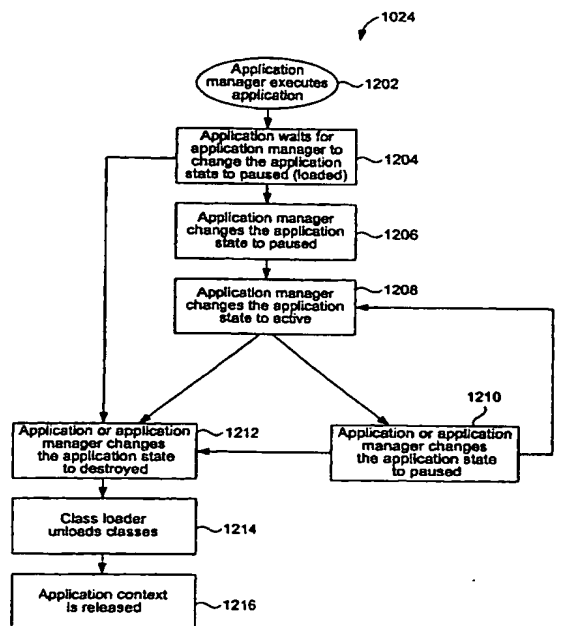 1024
Application
manager executes
application
1202
Application waits for
application manager to
change the application
state to paused (loaded)
1204
Application manager
changes the application
state to paused
1206
Application manager
changes the application
state to active
1208
Application or application
manager changes
the application state
to destroyed
1212
Application or application
manager changes
the application state
to paused
1210
Class loader
unloads classes
1214
Application context
is released
1216